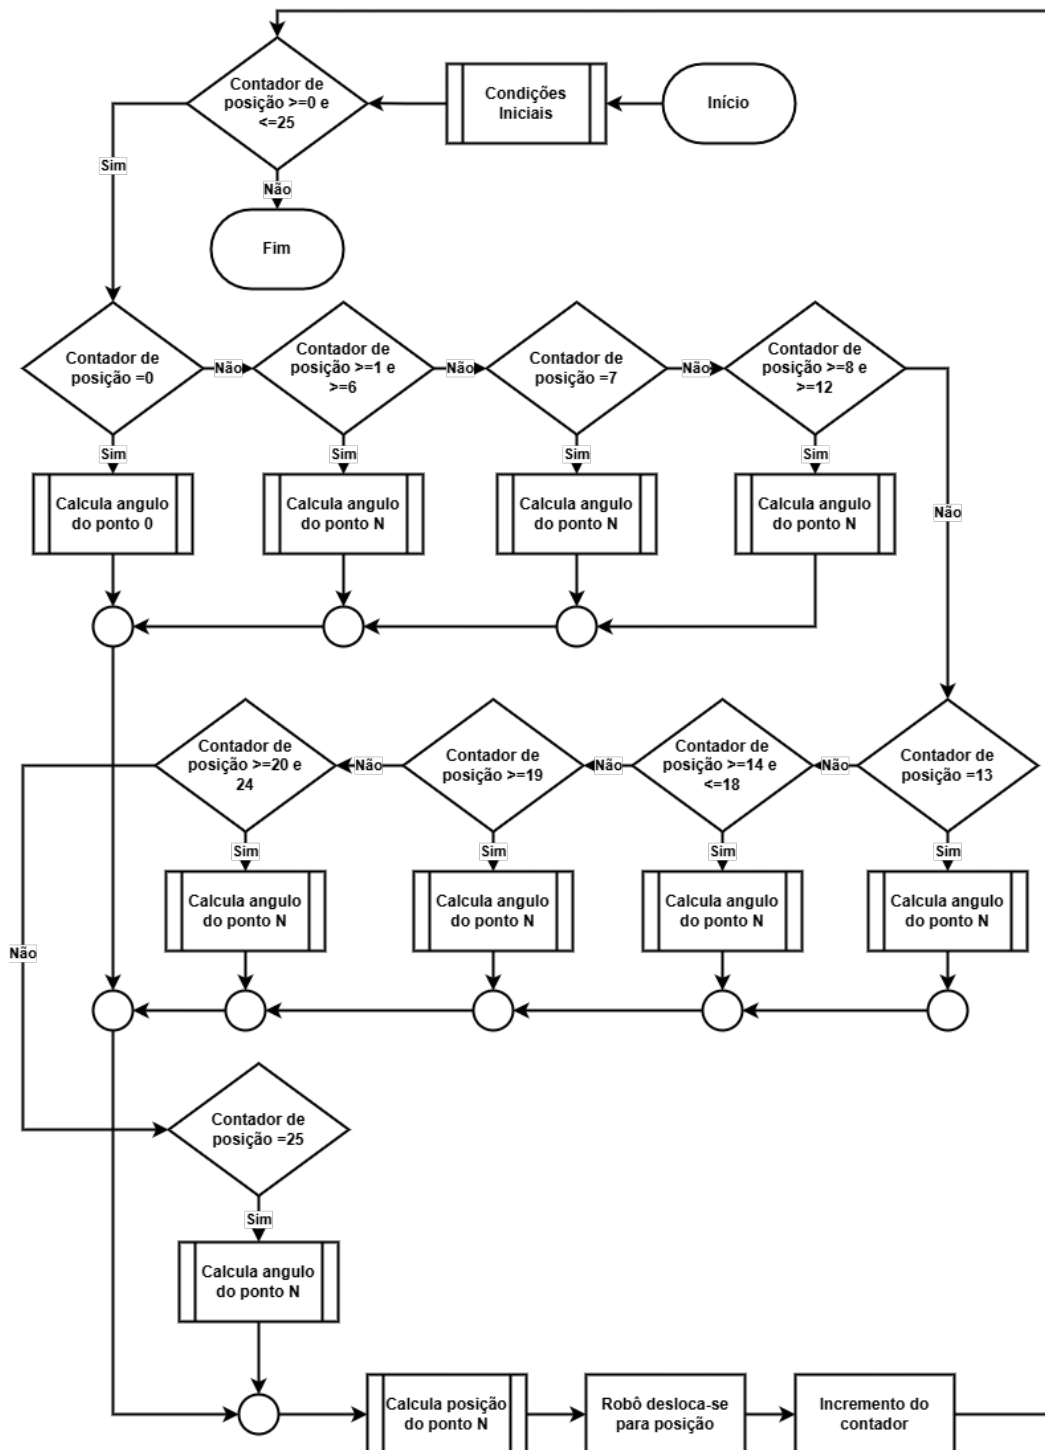 Contador de
posição >=0 e
<=25
Condições
Iniciais
Início
Sim
Não
Fim
Contador de
posição =0
Não
Contador de
posição >=1 e
>=6
Não
Contador de
posição =7
Não
Contador de
posição >=8 e
>=12
Sim
Sim
Sim
Sim
Calcula angulo
do ponto 0
Calcula angulo
do ponto N
Calcula angulo
do ponto N
Calcula angulo
do ponto N
Não
Contador de
posição >=20 e
24
Não
Contador de
posição >=19
Não
Contador de
posição >=14 e
<=18
Não
Contador de
posição =13
Sim
Sim
Sim
Sim
Calcula angulo
do ponto N
Calcula angulo
do ponto N
Calcula angulo
do ponto N
Calcula angulo
do ponto N
Não
Contador de
posição =25
Sim
Calcula angulo
do ponto N
Calcula posição
do ponto N
Robô desloca-se
para posição
Incremento do
contador